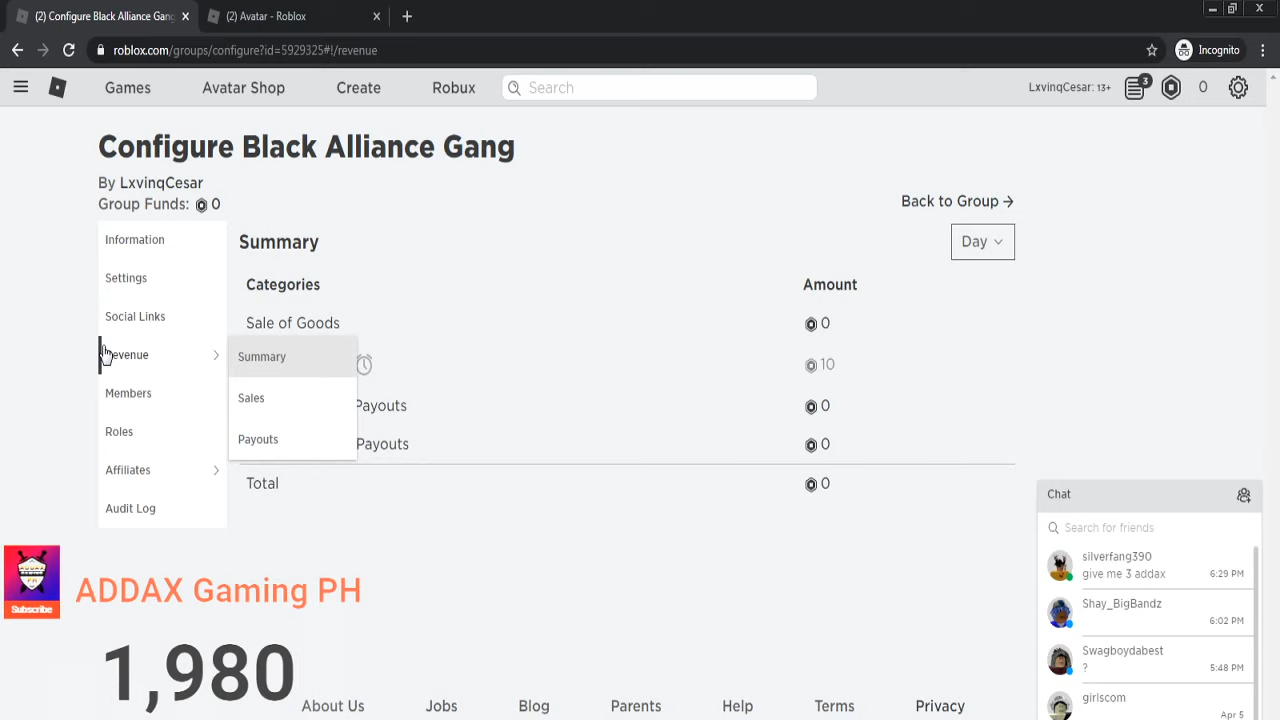 (2) Configure Black Alliance Gang
(2) Avatar - Roblox
roblox.com/groups/configure?id=5929325#!/revenue
Incognito
Games
Avatar Shop
Create
Robux
Search
LxvinqCesar: 13+
3
0
Configure Black Alliance Gang
By LxvinqCesar
Group Funds: 0
Back to Group →
Information
Settings
Social Links
evenue
Members
Roles
Affiliates
Audit Log
Summary
Sales
Payouts
Summary
Day
Categories Amount
Sale of Goods 0
10
Payouts 0
Payouts 0
Total 0
Chat
Search for friends
silverfang390
give me 3 addax 6:29 PM
Shay_BigBandz
6:02 PM
Swagboydabest
? 5:48 PM
girlscom
Apr 5
Subscribe
ADDAX Gaming PH
1,980
About Us
Jobs
Blog
Parents
Help
Terms
Privacy